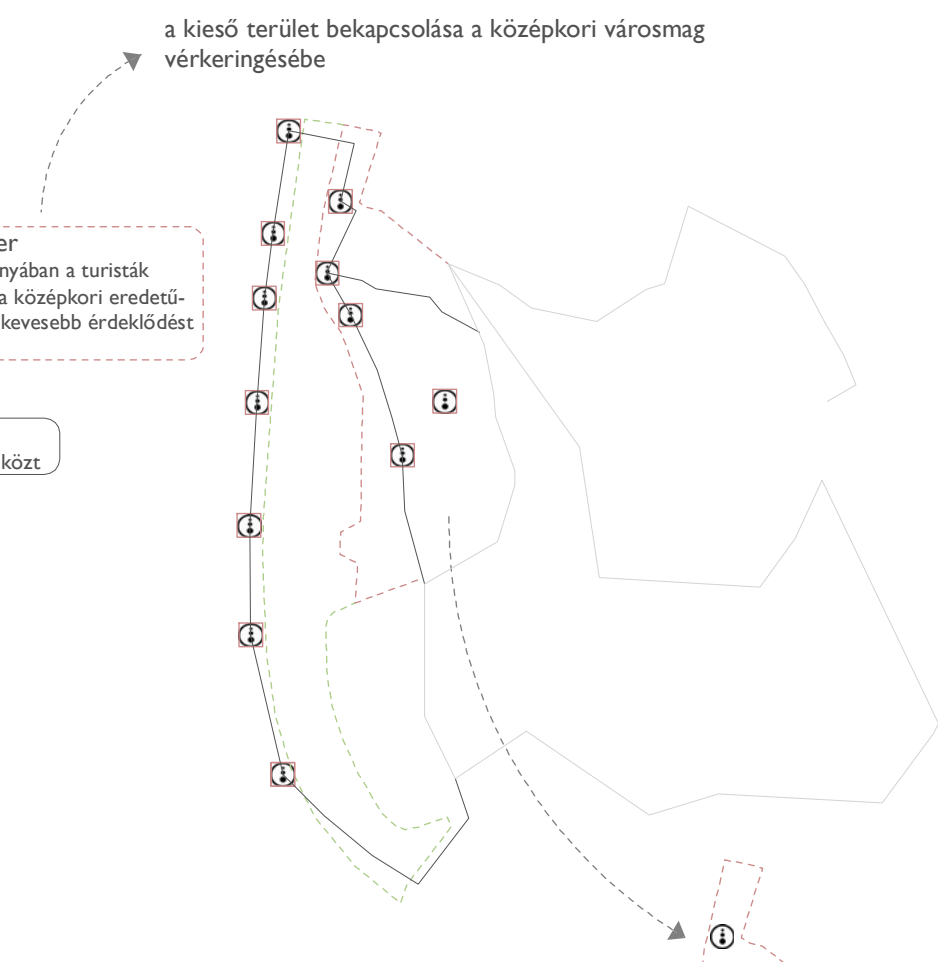 a kieső terület bekapcsolása a középkori városmag
vérkeringésébe
er
nyában a turisták
a középkori eredetű-
kevesebb érdeklődést
közt